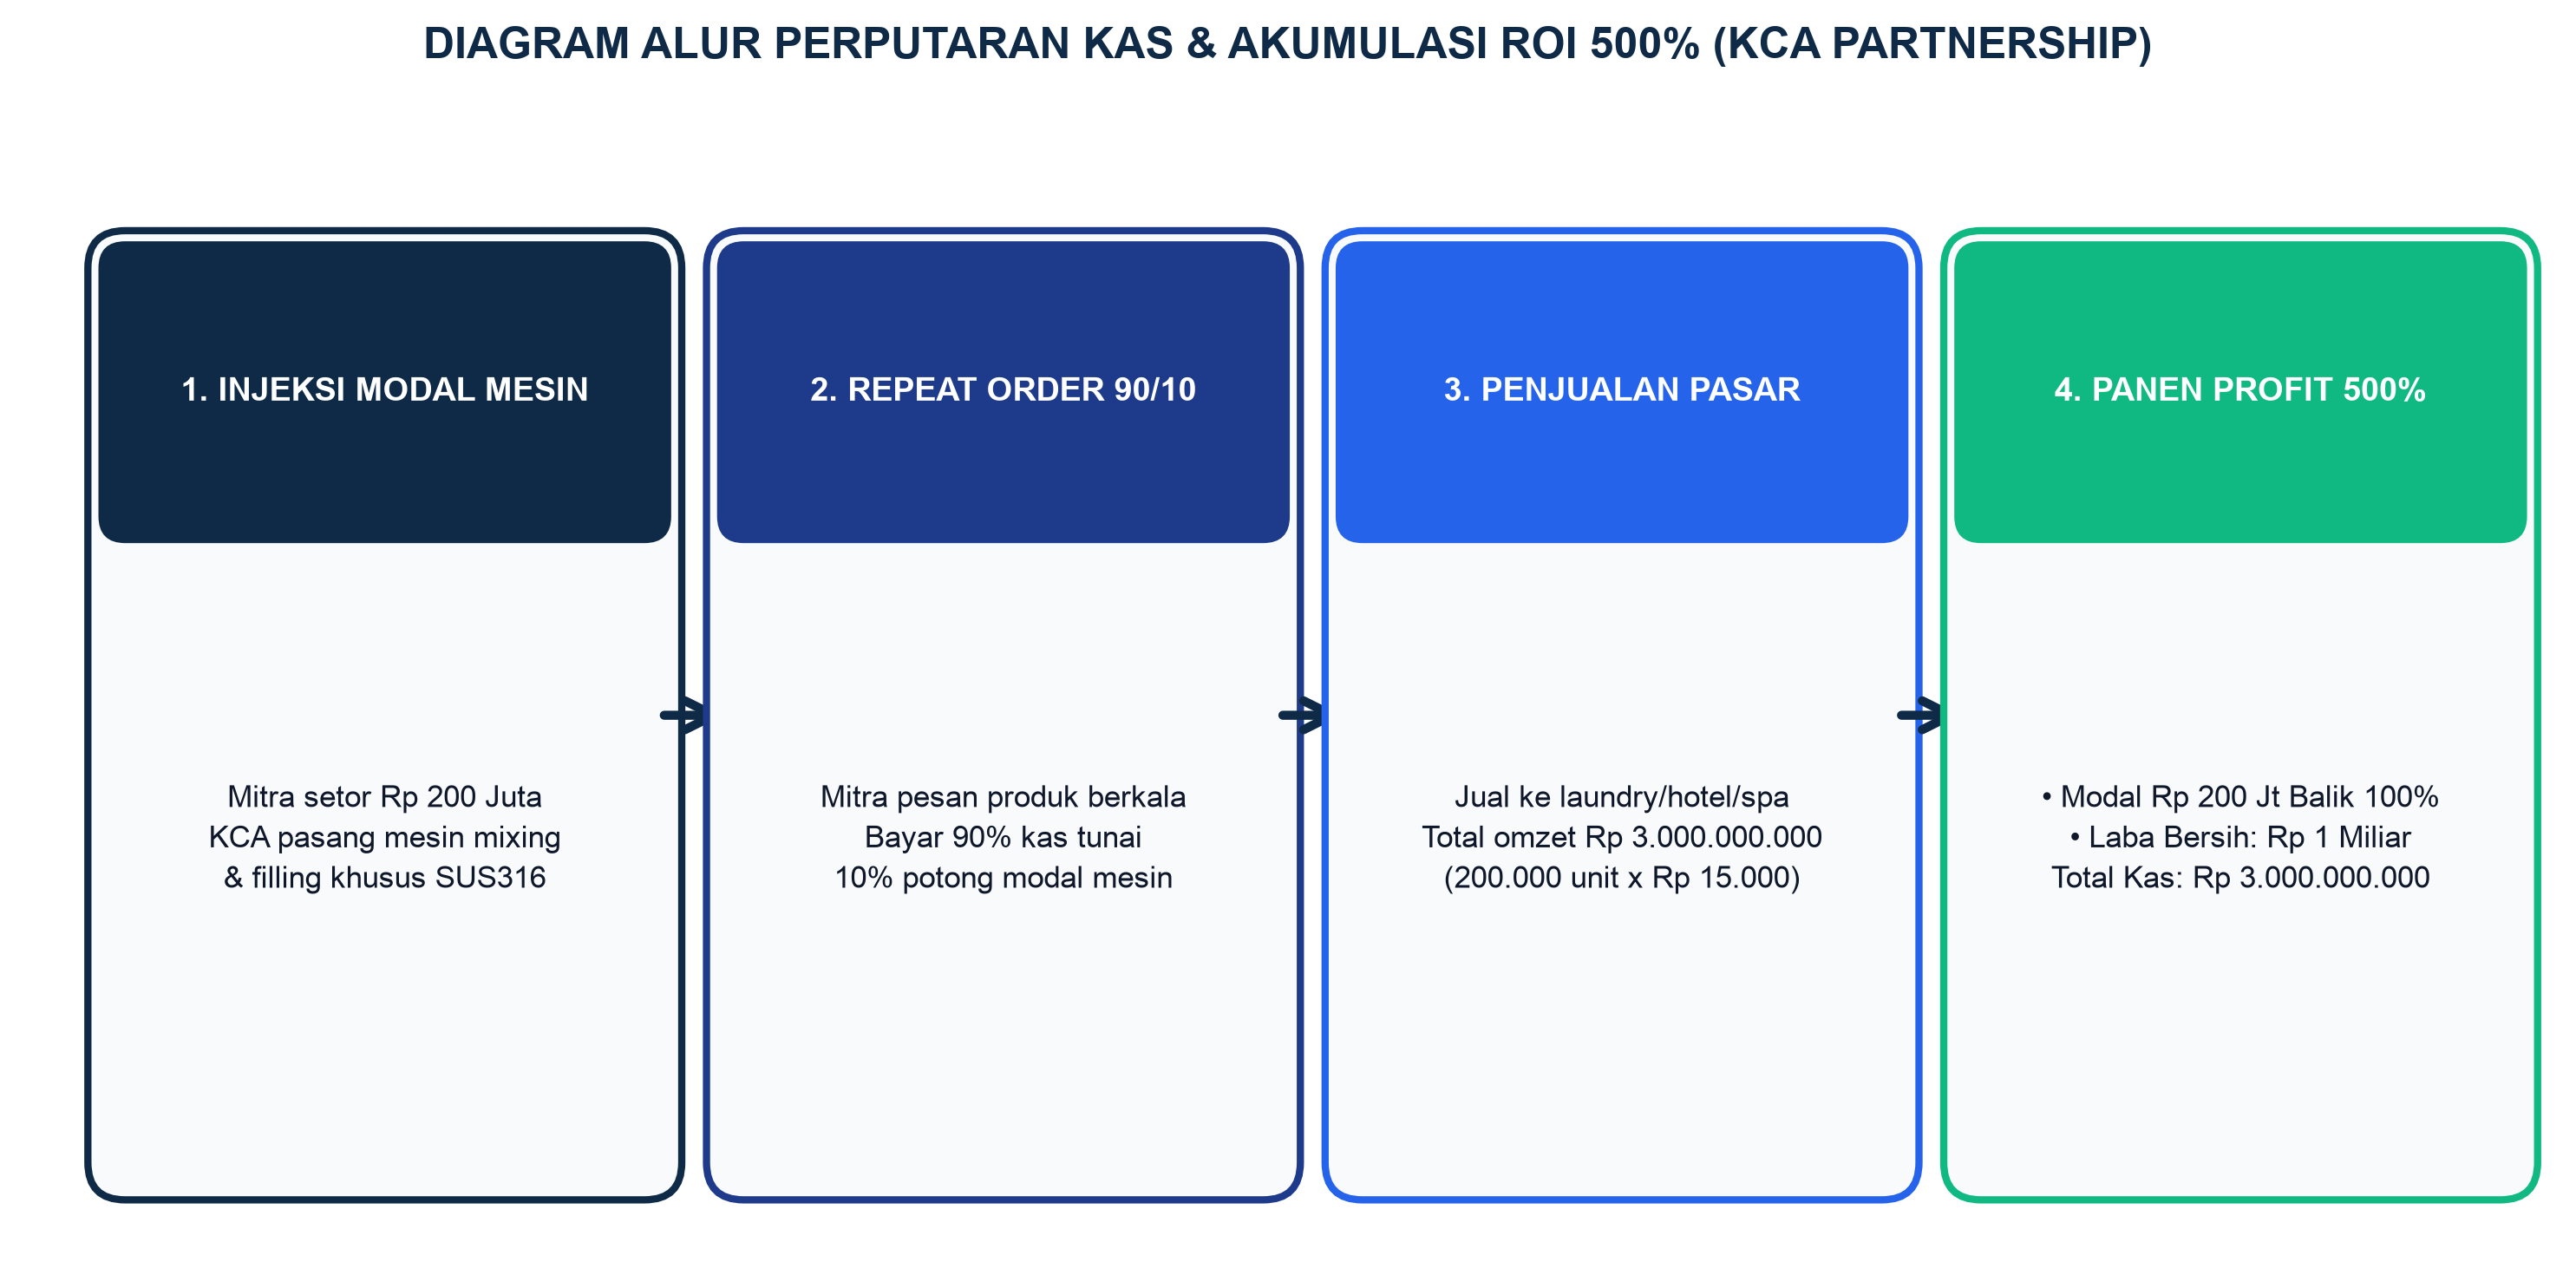 DIAGRAM ALUR PERPUTARAN KAS & AKUMULASI ROI 500% (KCA PARTNERSHIP)
1. INJEKSI MODAL MESIN
Mitra setor Rp 200 Juta
KCA pasang mesin mixing
& filling khusus SUS316
2. REPEAT ORDER 90/10
Mitra pesan produk berkala
Bayar 90% kas tunai
10% potong modal mesin
3. PENJUALAN PASAR
Jual ke laundry/hotel/spa
Total omzet Rp 3.000.000.000
(200.000 unit x Rp 15.000)
4. PANEN PROFIT 500%
• Modal Rp 200 Jt Balik 100%
• Laba Bersih: Rp 1 Miliar
Total Kas: Rp 3.000.000.000